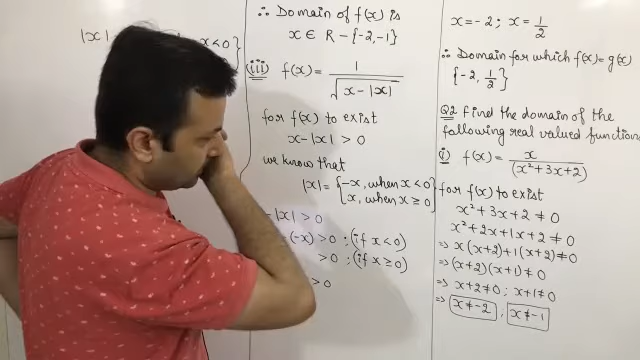 |x|
x<0}
∴ Domain of f(x) is
x ∈ R - {-2, -1}
(iii) f(x) = 1/√(x - |x|)
for f(x) to exist
x - |x| > 0
we know that
|x| = {-x, when x < 0
x, when x ≥ 0}
- |x| > 0
(-x) > 0 ; (if x < 0)
> 0 ; (if x ≥ 0)
> 0
x = -2 ; x = 1/2
∴ Domain for which f(x) = g(x)
{-2, 1/2}
Q2 Find the domain of the
following real valued functions
(i) f(x) = x/(x² + 3x + 2)
for f(x) to exist
x² + 3x + 2 ≠ 0
x² + 2x + 1x + 2 ≠ 0
⇒ x(x+2) + 1(x+2) ≠ 0
⇒ (x+2)(x+1) ≠ 0
⇒ x+2 ≠ 0 ; x+1 ≠ 0
⇒ x ≠ -2 , x ≠ -1